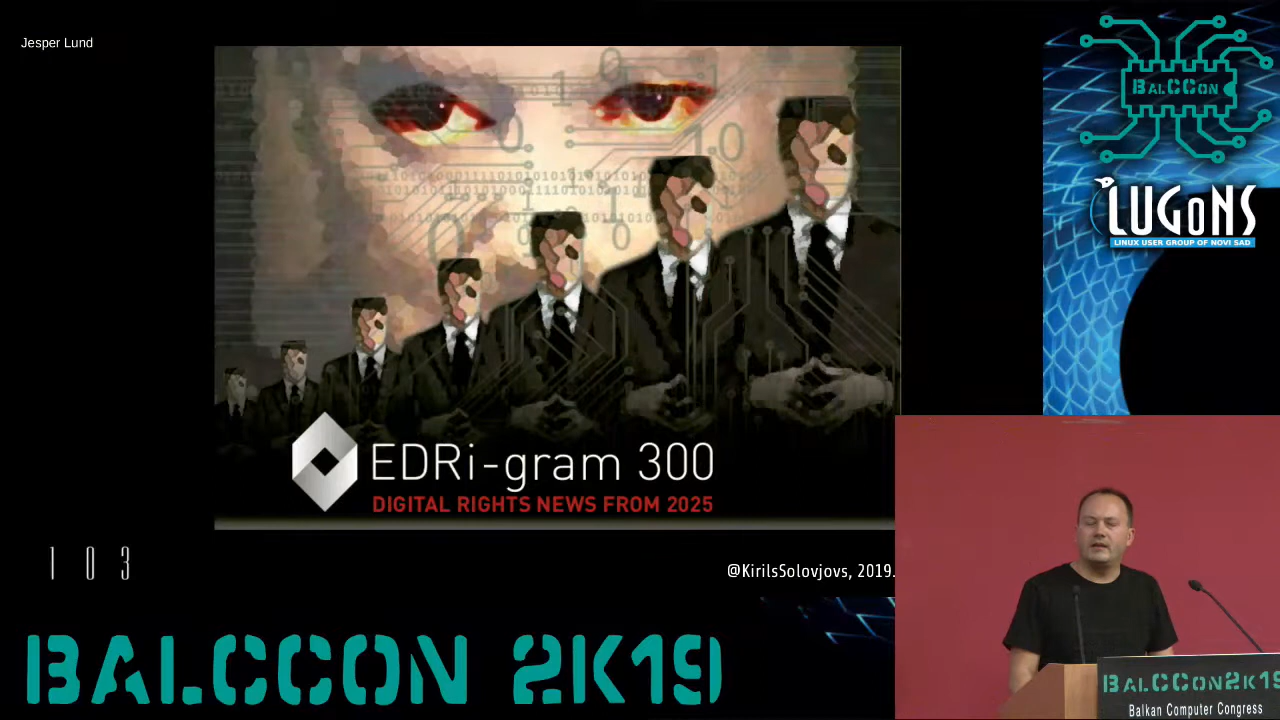 Jesper Lund
BALCCON
LUGONS
LINUX USER GROUP OF NOVI SAD
EDRi-gram 300
DIGITAL RIGHTS NEWS FROM 2025
103
@KirilsSolovjovs, 2019.
BALCCON 2K19
BALCCON2K19
Balkan Computer Congress